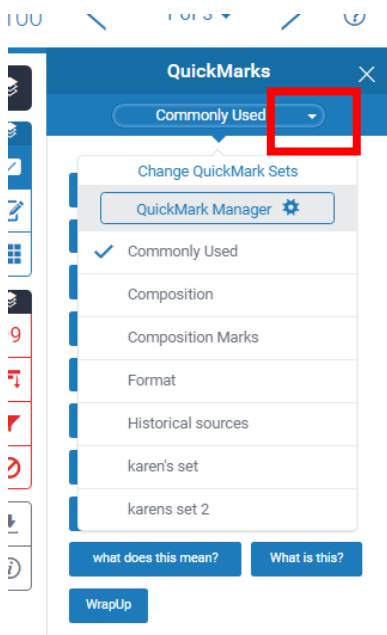 QuickMarks
Commonly Used
Change QuickMark Sets
QuickMark Manager
Commonly Used
Composition
Composition Marks
Format
Historical sources
karen's set
karens set 2
what does this mean? What is this?
WrapUp